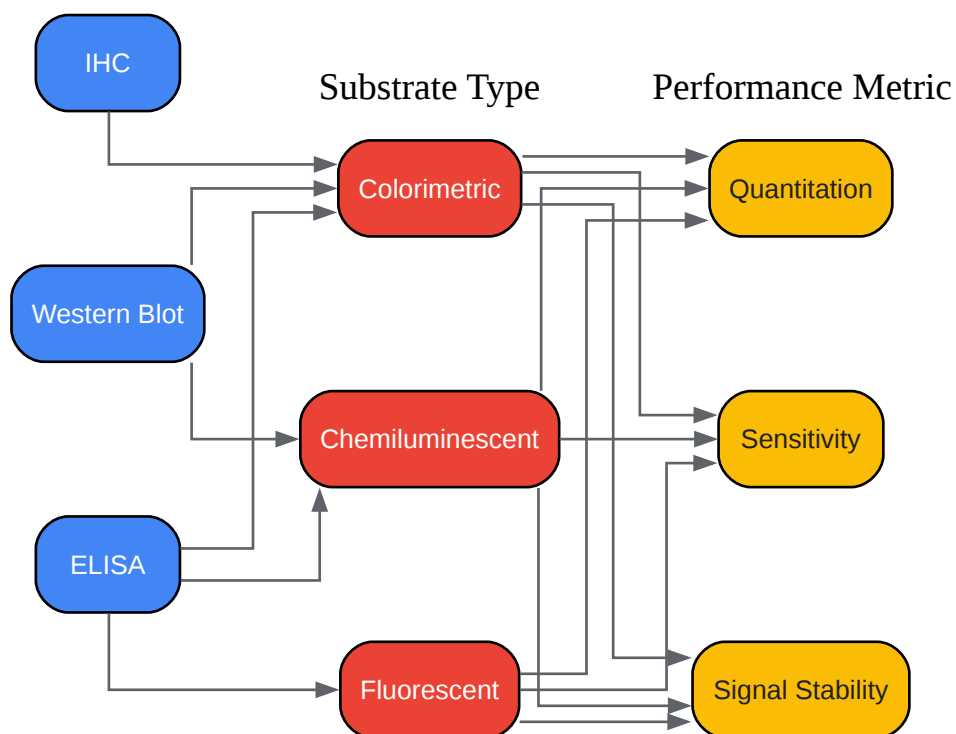 IHC
Substrate Type
Performance Metric
Colorimetric
Quantitation
Western Blot
Chemiluminescent
Sensitivity
ELISA
Fluorescent
Signal Stability